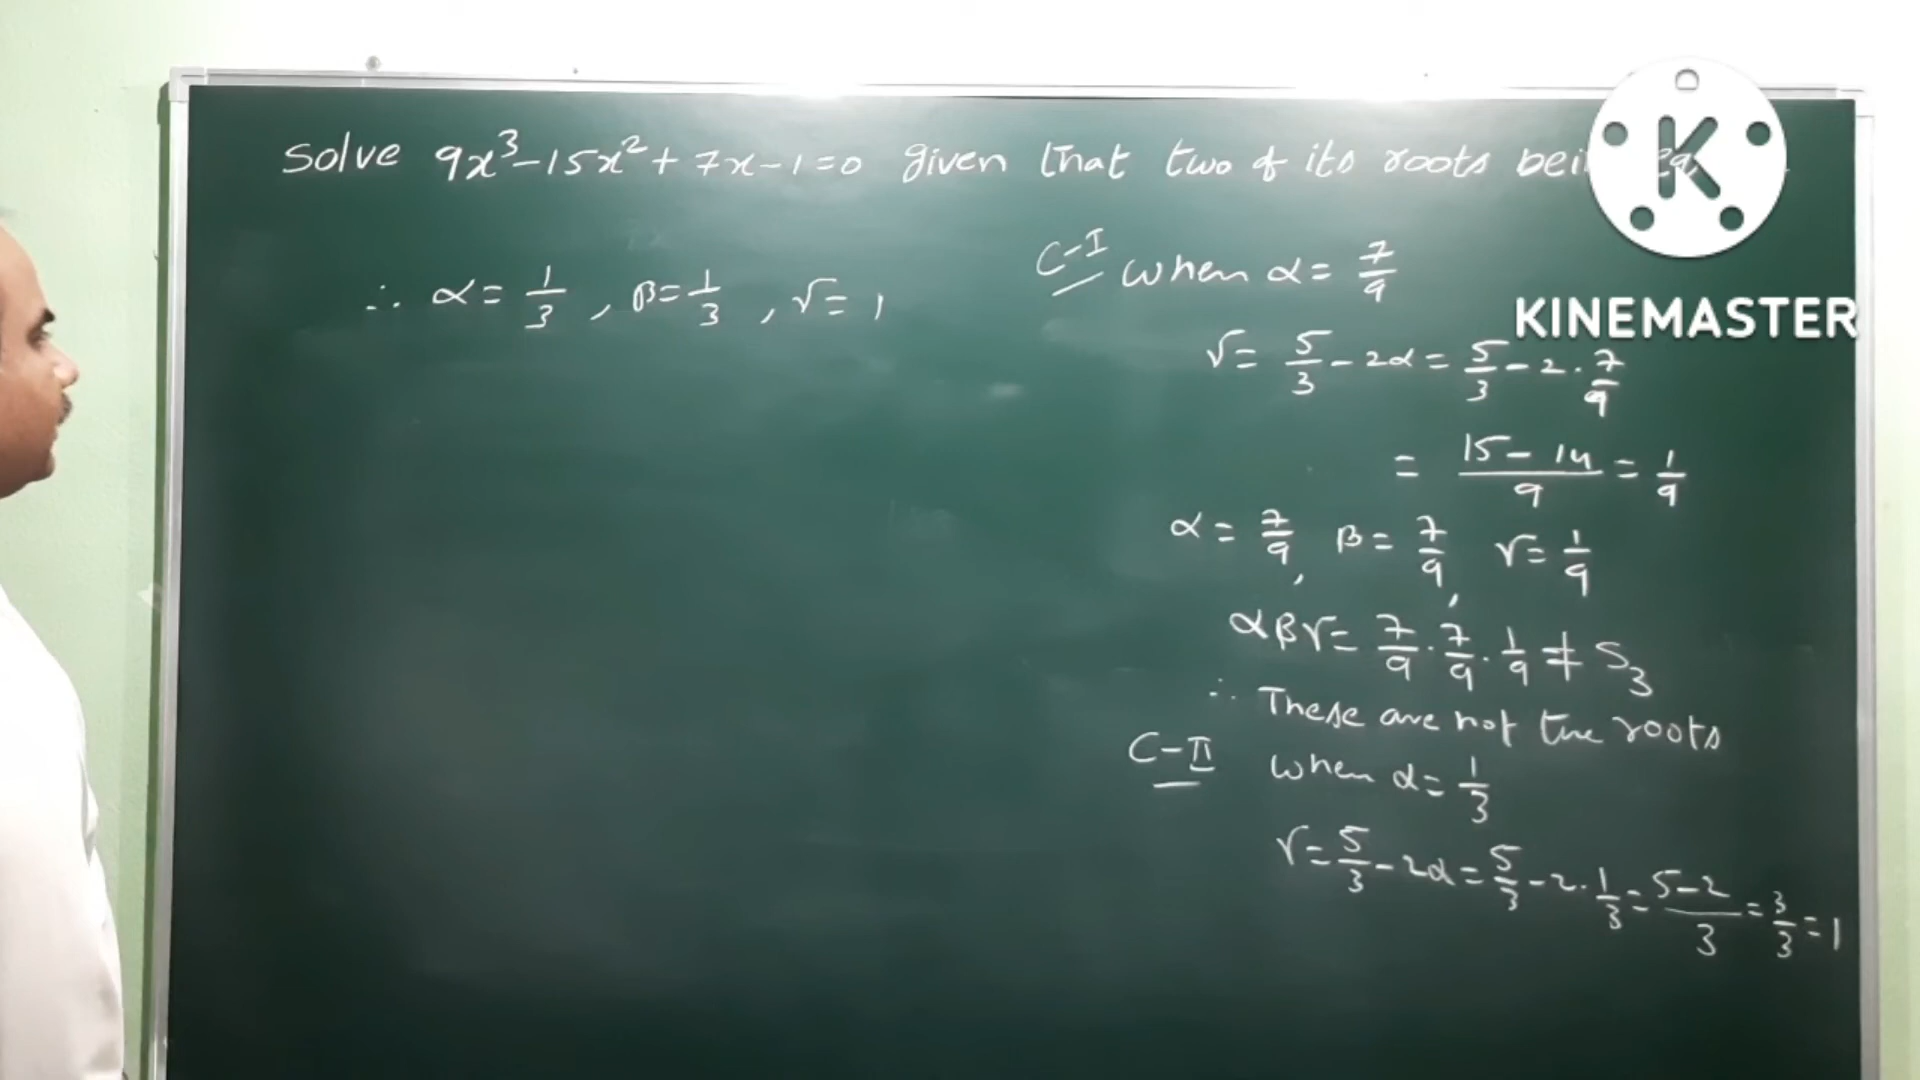 Solve 9x³-15x²+7x-1=0 given that two of its roots
∴ α = 1/3, β = 1/3, γ = 1
C-I when α = 7/9
γ = 5/3 - 2α = 5/3 - 2 · 7/9
= (15 - 14)/9 = 1/9
α = 7/9, β = 7/9, γ = 1/9
αβγ = 7/9 · 7/9 · 1/9 ≠ S₃
∴ These are not the roots
C-II when α = 1/3
γ = 5/3 - 2α = 5/3 - 2 · 1/3 = (5-2)/3 = 3/3 = 1
K
KINEMASTER